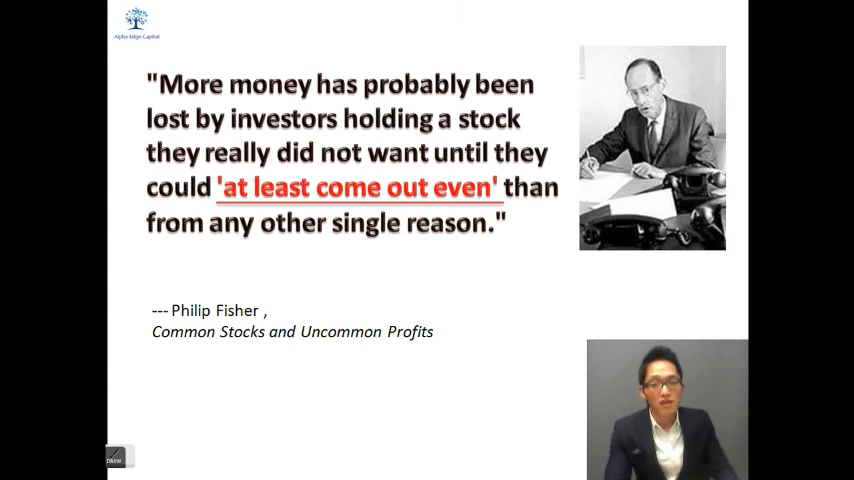 Alpha Edge Capital
"More money has probably been
lost by investors holding a stock
they really did not want until they
could 'at least come out even' than
from any other single reason."
--- Philip Fisher ,
Common Stocks and Uncommon Profits
DRAW